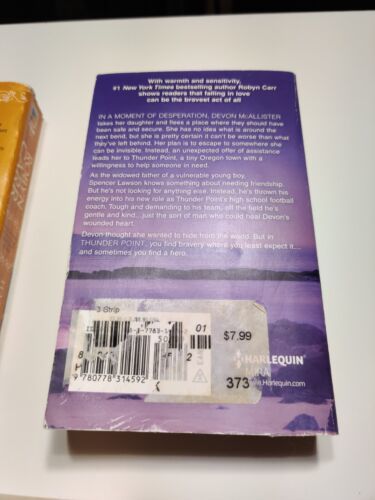 With warmth and sensitivity,
#1 New York Times bestselling author Robyn Carr
shows readers that falling in love
can be the bravest act of all
IN A MOMENT OF DESPERATION, DEVON McALLISTER
takes her daughter and flees a place where they should have
been safe and secure. She has no idea what is around the
next bend, but she is pretty certain it can't be worse than what
they've left behind. Her plan is to escape to somewhere she
can be invisible. Instead, an unexpected offer of assistance
leads her to Thunder Point, a tiny Oregon town with a
willingness to help someone in need.
As the widowed father of a vulnerable young boy,
Spencer Lawson knows something about needing friendship.
But he's not looking for anything else. Instead, he's thrown his
energy into his new role as Thunder Point's high school football
coach. Tough and demanding to his team, off the field he's
gentle and kind... just the sort of man who could heal Devon's
wounded heart.
Devon thought she wanted to hide from the world. But in
THUNDER POINT, you find bravery where you least expect it...
and sometimes you find a hero.
3 Strip
01
$7.99
HARLEQUIN
MIRA
373
www.Harlequin.com
9 780778 314592